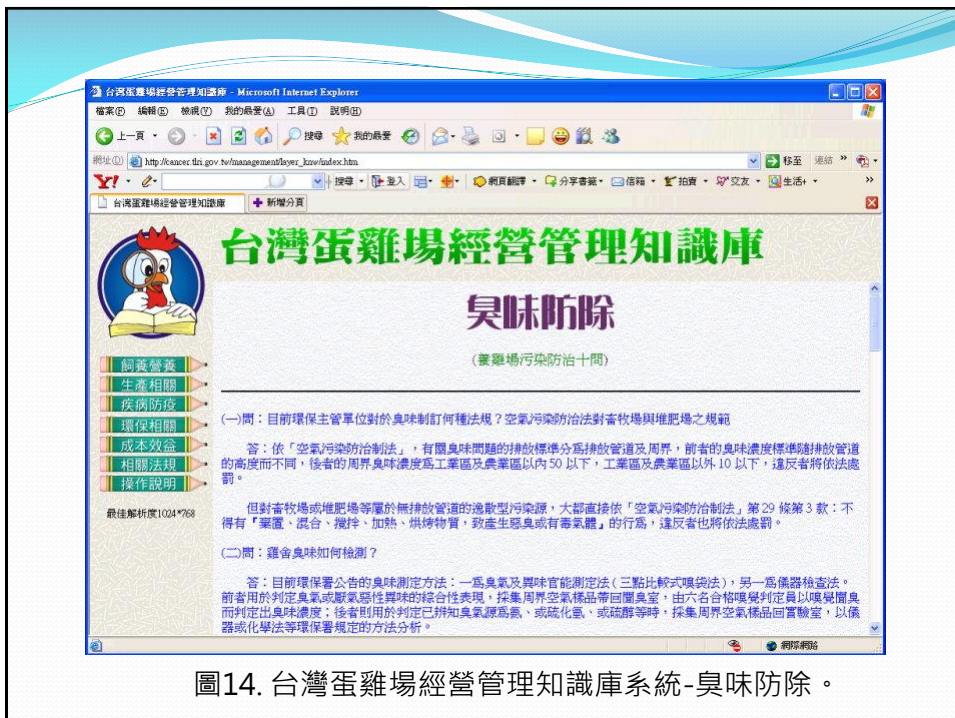 台灣蛋雞場經營管理知識庫 - Microsoft Internet Explorer
檔案(F) 編輯(E) 檢視(V) 我的最愛(A) 工具(T) 說明(H)
上一頁 搜尋 我的最愛
網址(D) http://cancer.tlri.gov.tw/management/layer_knw/index.htm 移至 連結 »
Y! 搜尋 登入 網頁翻譯 分享書籤 信箱 拍賣 交友 生活+ »
台灣蛋雞場經營管理知識庫 新增分頁
台灣蛋雞場經營管理知識庫
臭味防除
(養雞場污染防治十問)
飼養營養
生產相關
疾病防疫
環保相關
成本效益
相關法規
操作說明
最佳解析度1024*768
(一)問：目前環保主管單位對於臭味制訂何種法規？空氣污染防治法對畜牧場與堆肥場之規範
答：依「空氣污染防治制法」，有關臭味問題的排放標準分為排放管道及周界，前者的臭味濃度標準隨排放管道
的高度而不同，後者的周界臭味濃度為工業區及農業區以內 50 以下，工業區及農業區以外 10 以下，違反者將依法處
罰。
但對畜牧場或堆肥場等屬於無排放管道的逸散型污染源，大都直接依「空氣污染防治制法」第 29 條第 3 款：不
得有『棄置、混合、攪拌、加熱、烘烤物質，致產生惡臭或有毒氣體』的行為，違反者也將依法處罰。
(二)問：雞舍臭味如何檢測？
答：目前環保署公告的臭味測定方法：一為臭氣及異味官能測定法(三點比較式嗅袋法)，另一為儀器檢查法。
前者用於判定臭氣或厭氣惡性異味的綜合性表現，採集周界空氣樣品帶回聞臭室，由六名合格嗅覺判定員以嗅覺聞臭
而判定出臭味濃度；後者則用於判定已辨知臭氣源為氨、或硫化氫、或硫醇等時，採集周界空氣樣品回實驗室，以儀
器或化學法等環保署規定的方法分析。
網際網路
圖14. 台灣蛋雞場經營管理知識庫系統-臭味防除。